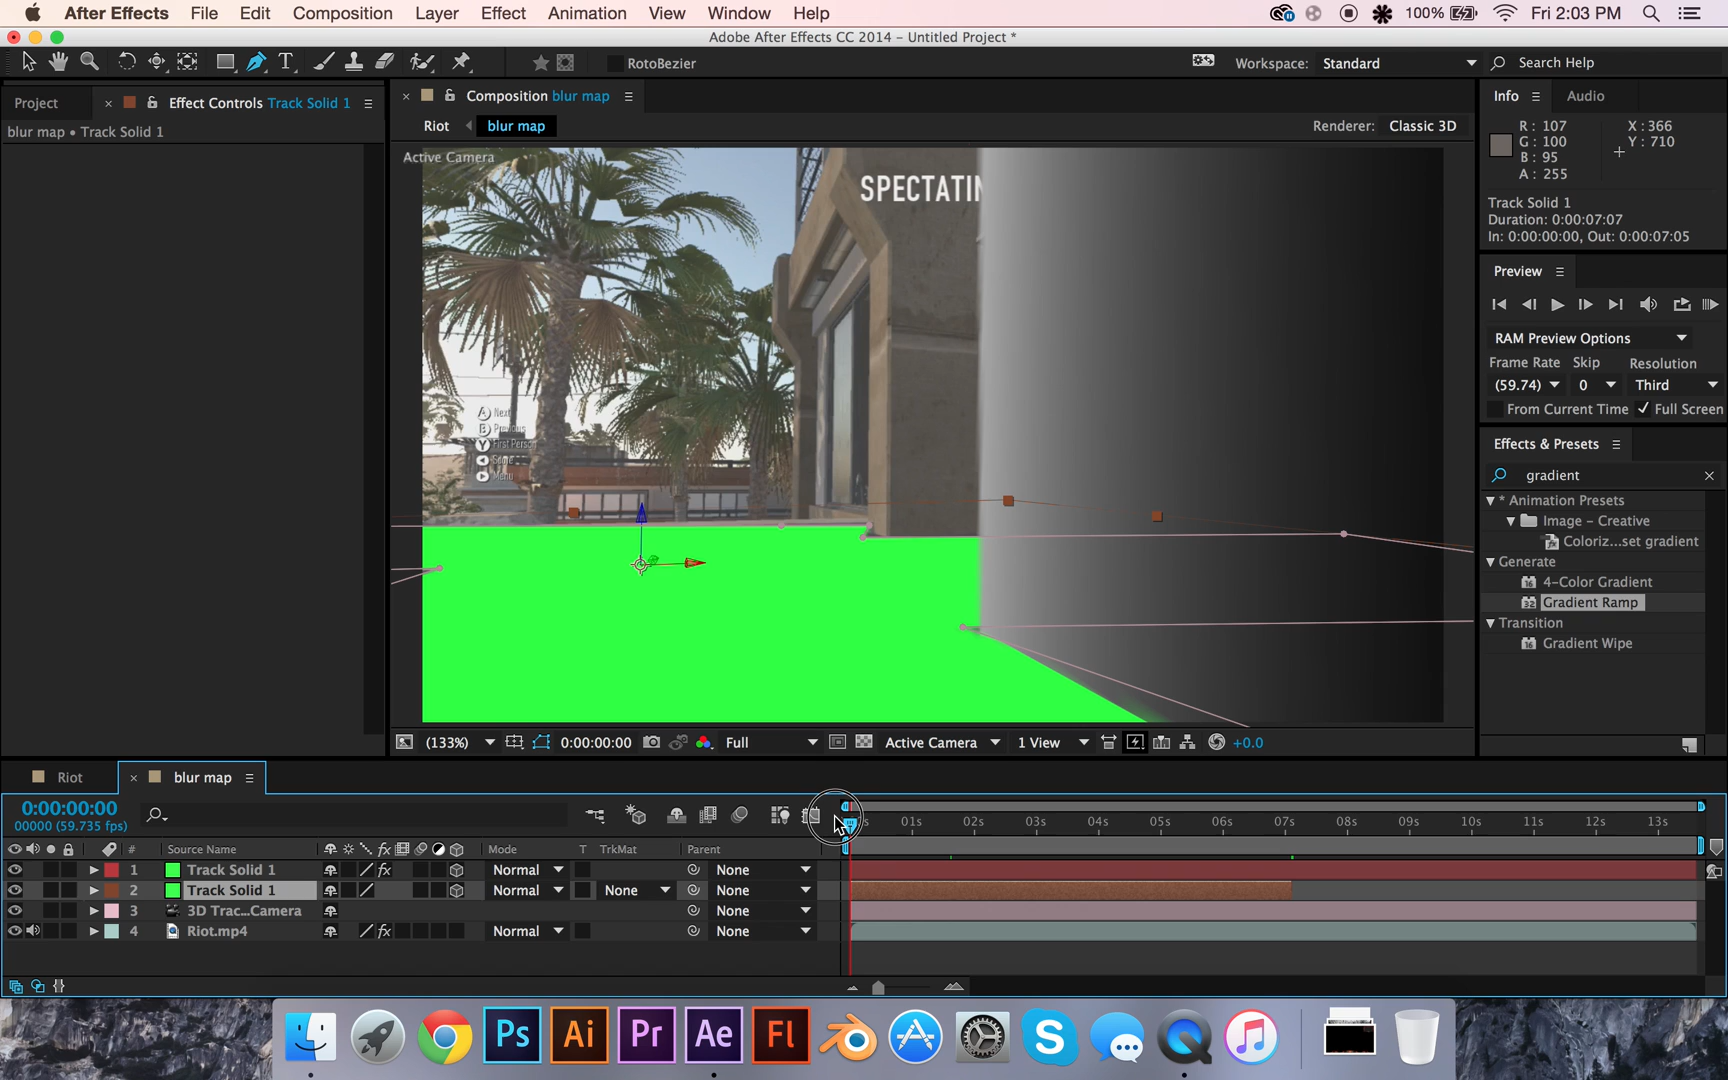 After Effects File Edit Composition Layer Effect Animation View Window Help 100% Fri 2:03 PM
Adobe After Effects CC 2014 – Untitled Project *
RotoBezier Workspace: Standard Search Help
Project Effect Controls Track Solid 1
blur map • Track Solid 1
Composition blur map
Riot blur map Renderer: Classic 3D
Active Camera
SPECTATIN
Next
Previous
First Person
Score
Menu
(133%) 0:00:00:00 Full Active Camera 1 View +0.0
Info Audio
R : 107 X : 366
G : 100 Y : 710
B : 95
A : 255
Track Solid 1
Duration: 0:00:07:07
In: 0:00:00:00, Out: 0:00:07:05
Preview
RAM Preview Options
Frame Rate Skip Resolution
(59.74) 0 Third
From Current Time Full Screen
Effects & Presets
gradient
* Animation Presets
Image – Creative
Coloriz...set gradient
Generate
4-Color Gradient
Gradient Ramp
Transition
Gradient Wipe
Riot blur map
0:00:00:00
00000 (59.735 fps)
01s 02s 03s 04s 05s 06s 07s 08s 09s 10s 11s 12s 13s
# Source Name Mode T TrkMat Parent
1 Track Solid 1 Normal None
2 Track Solid 1 Normal None None
3 3D Trac...Camera None
4 Riot.mp4 Normal None
Ps Ai Pr Ae Fl